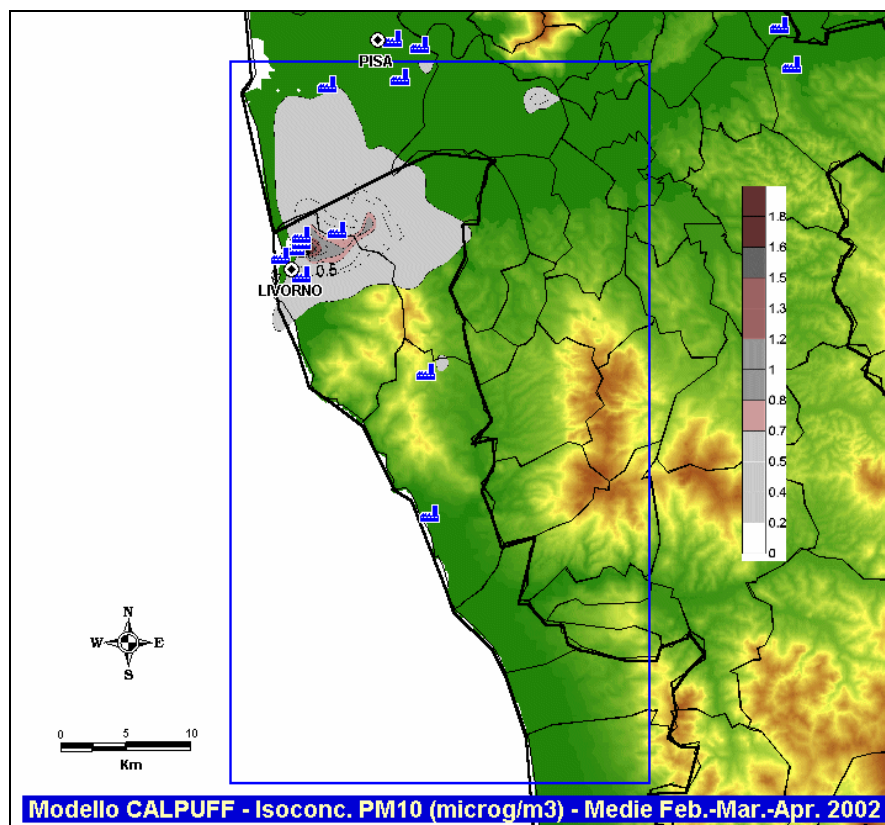 PISA
1.8
1.6
1.5
1.2
1
0.8
0.7
0.5
0.4
0.2
0
0.5
LIVORNO
N
W E
S
0 5 10
Km
Modello CALPUFF - Isoconc. PM10 (microg/m3) - Medie Feb.-Mar.-Apr. 2002